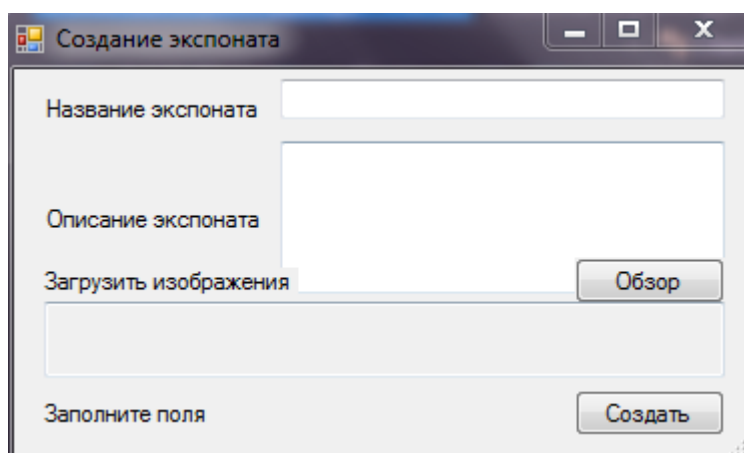 Создание экспоната
Название экспоната
Описание экспоната
Загрузить изображения
Обзор
Заполните поля
Создать